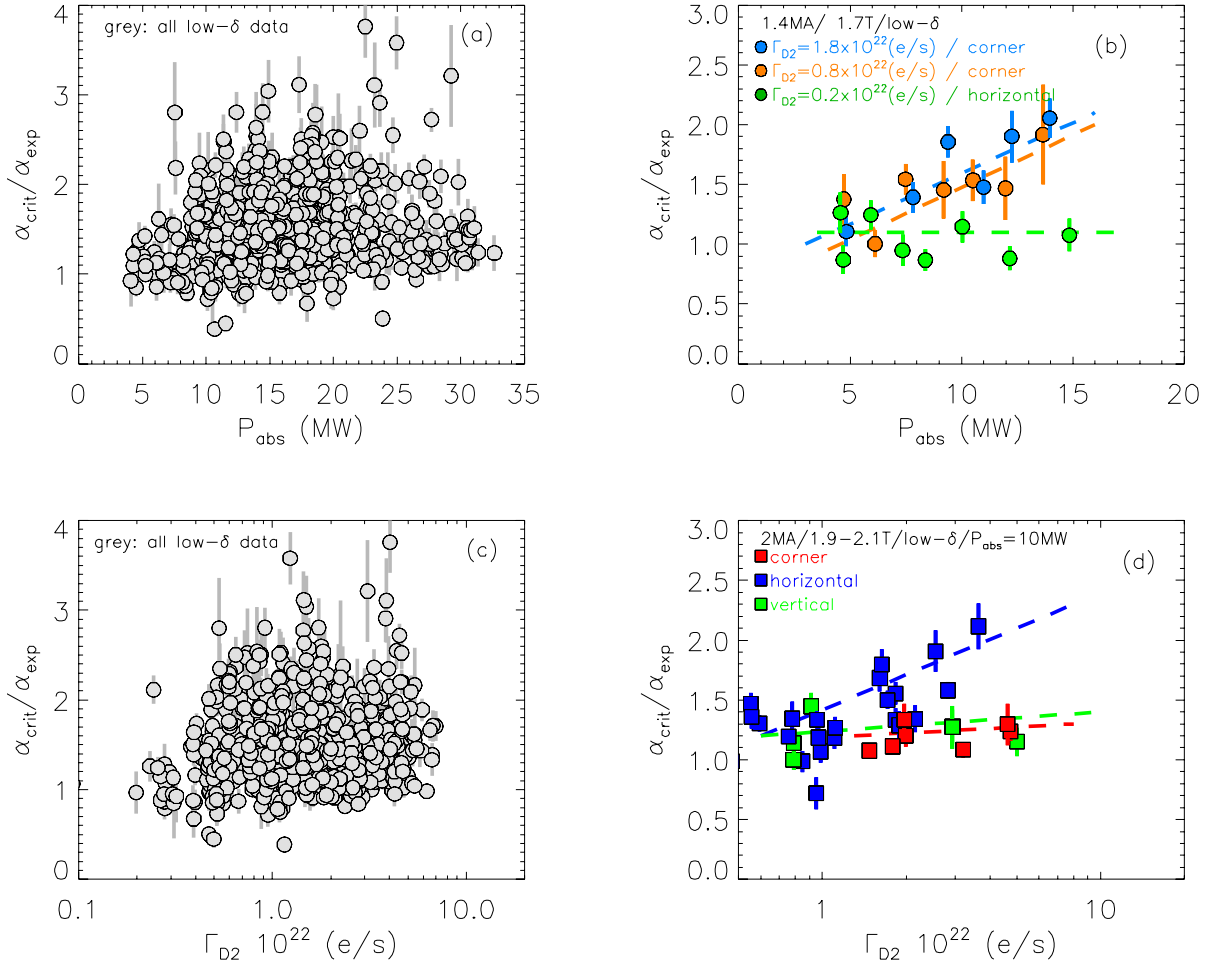 grey: all low-δ data
(a)
α_crit/α_exp
4
3
2
1
0
0 5 10 15 20 25 30 35
P_abs (MW)
1.4MA/ 1.7T/low-δ
(b)
Γ_D2=1.8x10^22(e/s) / corner
Γ_D2=0.8x10^22(e/s) / corner
Γ_D2=0.2x10^22(e/s) / horizontal
α_crit/α_exp
3.0
2.5
2.0
1.5
1.0
0.5
0.0
0 5 10 15 20
P_abs (MW)
grey: all low-δ data
(c)
α_crit/α_exp
4
3
2
1
0
0.1 1.0 10.0
Γ_D2 10^22 (e/s)
2MA/1.9-2.1T/low-δ/P_abs=10MW
(d)
corner
horizontal
vertical
α_crit/α_exp
3.0
2.5
2.0
1.5
1.0
0.5
0.0
1 10
Γ_D2 10^22 (e/s)